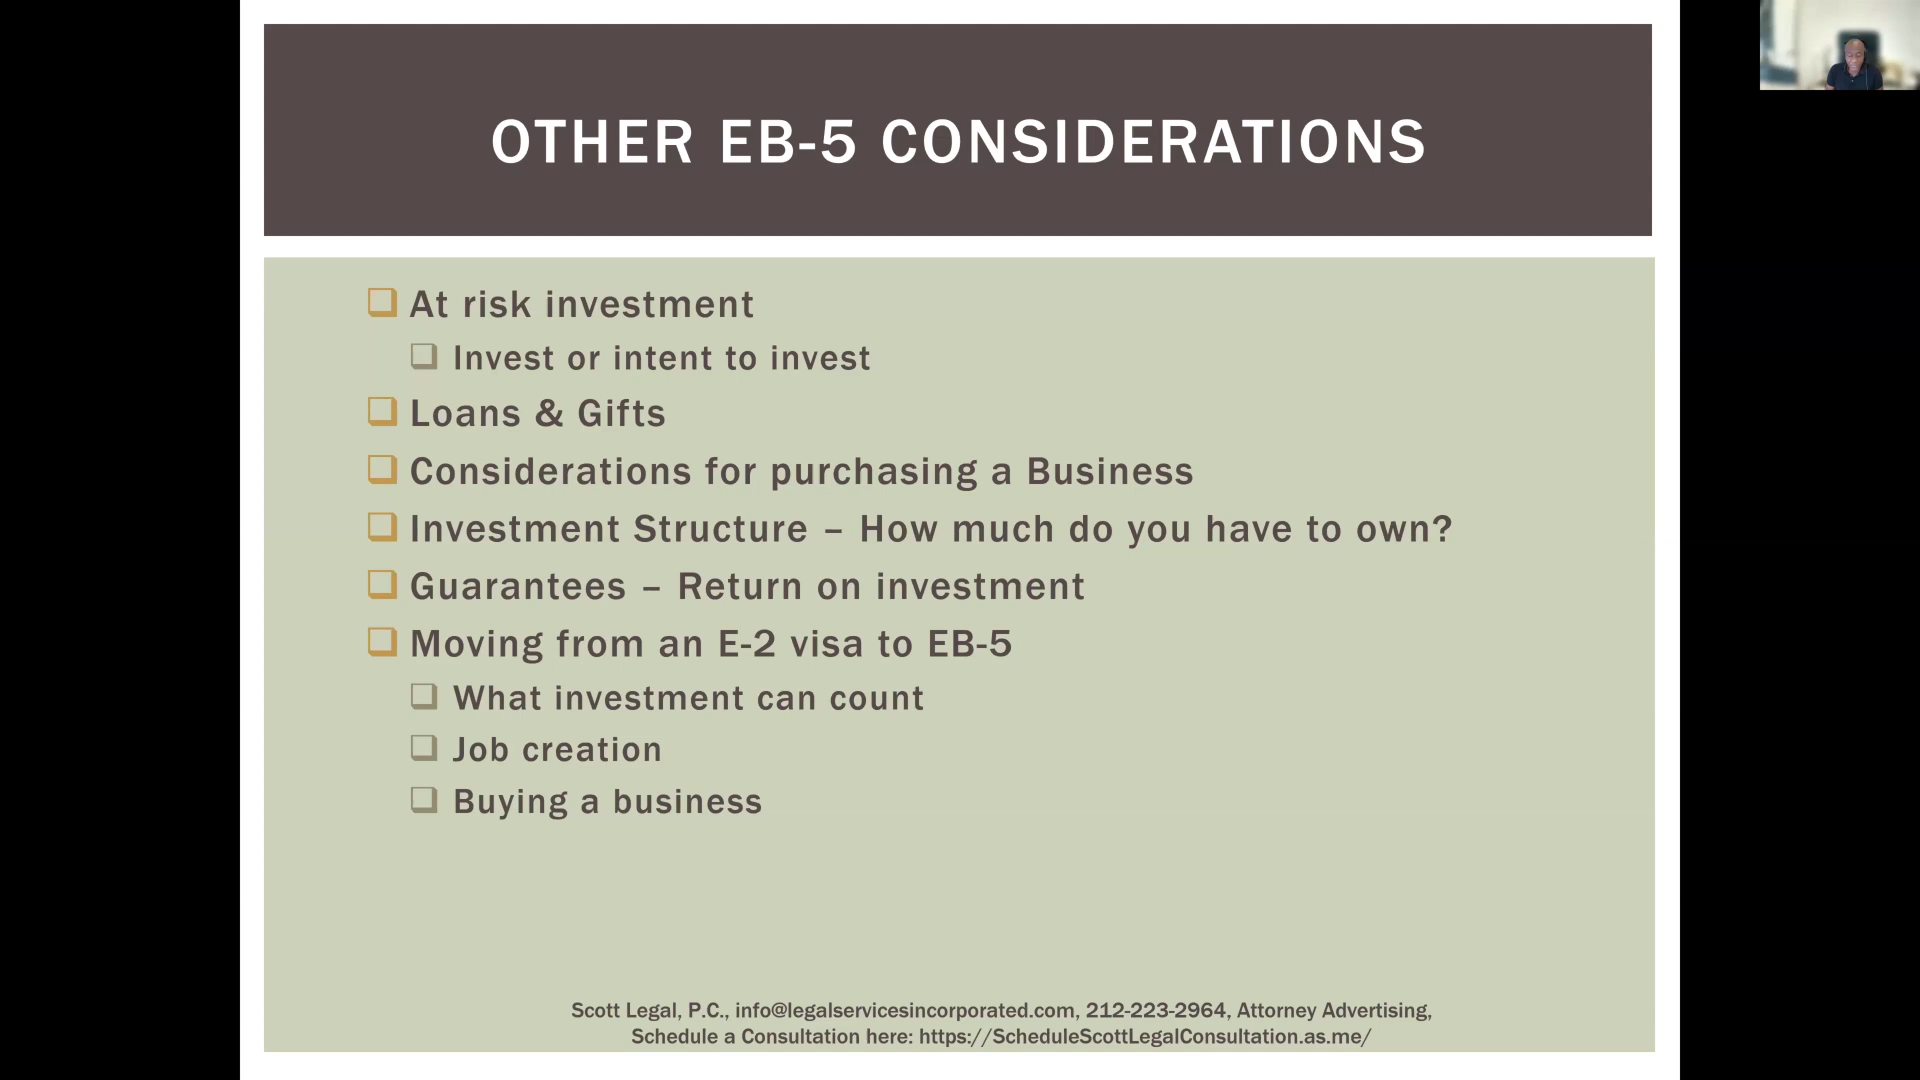 OTHER EB-5 CONSIDERATIONS
At risk investment
Invest or intent to invest
Loans & Gifts
Considerations for purchasing a Business
Investment Structure – How much do you have to own?
Guarantees – Return on investment
Moving from an E-2 visa to EB-5
What investment can count
Job creation
Buying a business
Scott Legal, P.C., info@legalservicesincorporated.com, 212-223-2964, Attorney Advertising,
Schedule a Consultation here: https://ScheduleScottLegalConsultation.as.me/